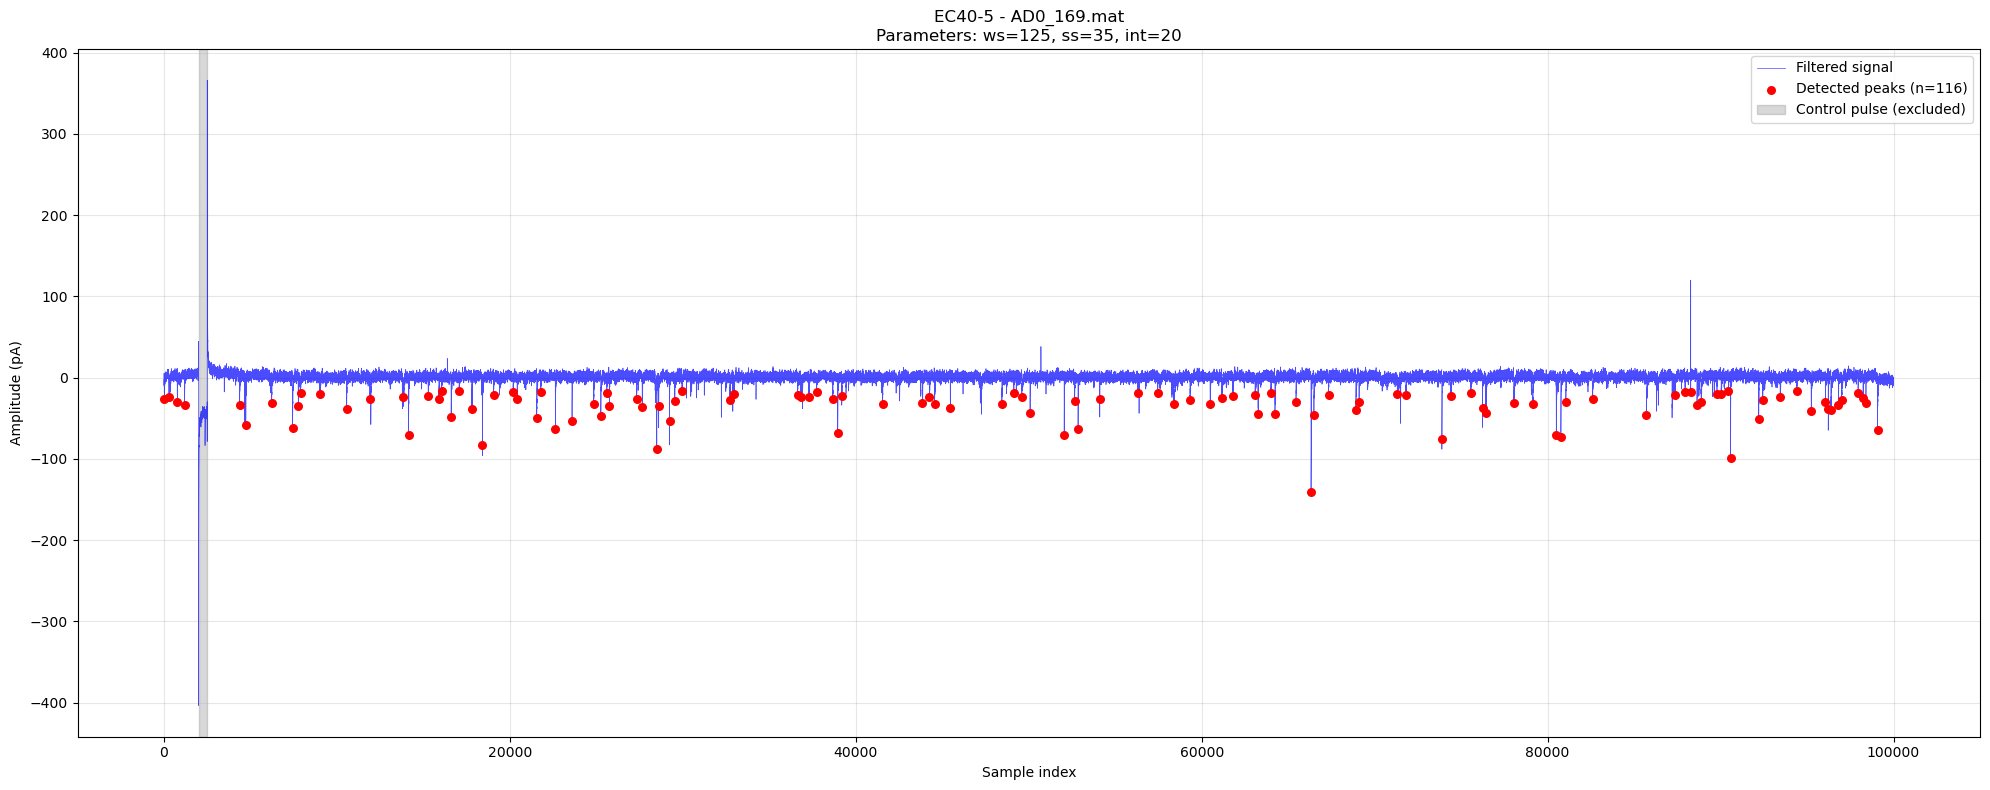 EC40-5 - AD0_169.mat
Parameters: ws=125, ss=35, int=20
Filtered signal
Detected peaks (n=116)
Control pulse (excluded)
Amplitude (pA)
400
300
200
100
0
−100
−200
−300
−400
0
20000
40000
60000
80000
100000
Sample index